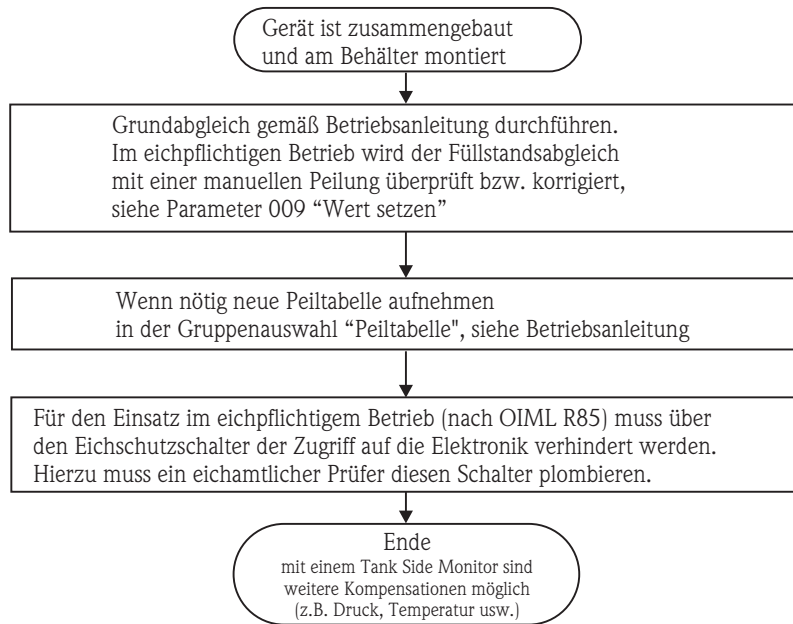 Gerät ist zusammengebaut
und am Behälter montiert
Grundabgleich gemäß Betriebsanleitung durchführen.
Im eichpflichtigen Betrieb wird der Füllstandsabgleich
mit einer manuellen Peilung überprüft bzw. korrigiert,
siehe Parameter 009 “Wert setzen”
Wenn nötig neue Peiltabelle aufnehmen
in der Gruppenauswahl “Peiltabelle", siehe Betriebsanleitung
Für den Einsatz im eichpflichtigem Betrieb (nach OIML R85) muss über
den Eichschutzschalter der Zugriff auf die Elektronik verhindert werden.
Hierzu muss ein eichamtlicher Prüfer diesen Schalter plombieren.
Ende
mit einem Tank Side Monitor sind
weitere Kompensationen möglich
(z.B. Druck, Temperatur usw.)